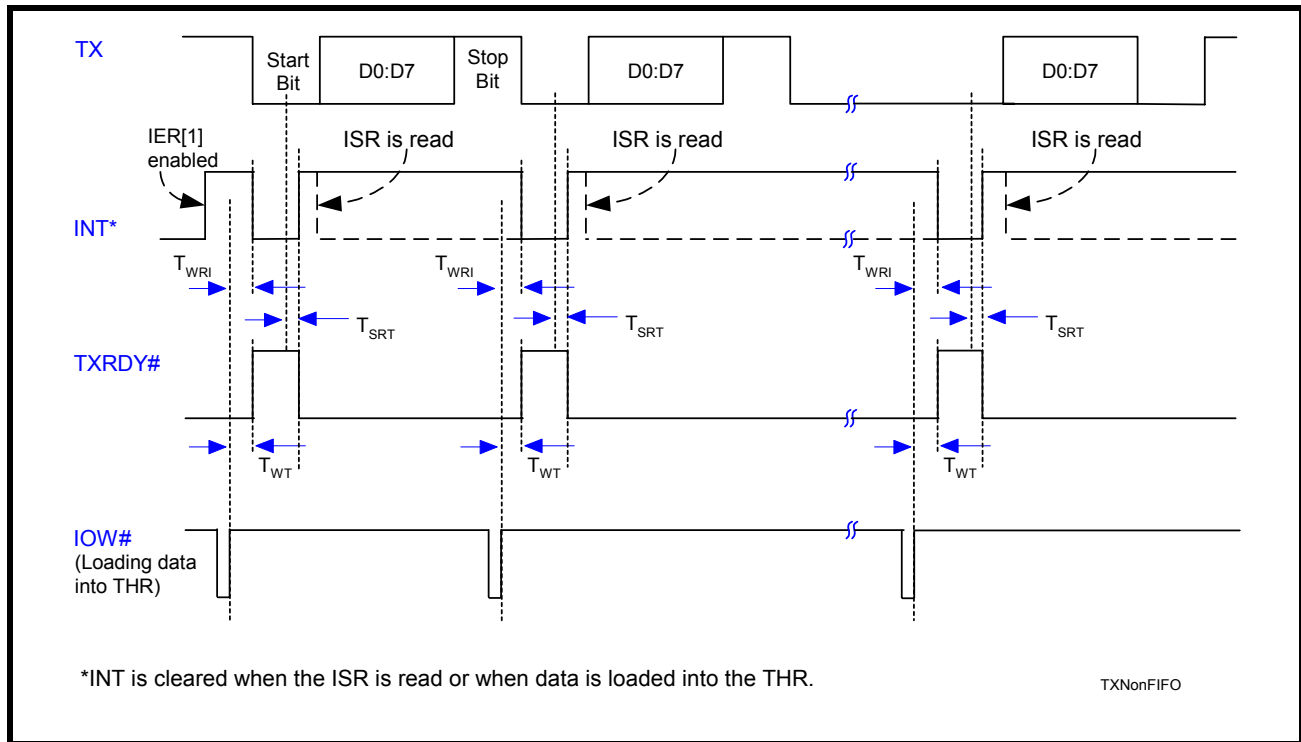 TX
Start
Bit
D0:D7
Stop
Bit
D0:D7
D0:D7
IER[1]
enabled
ISR is read
ISR is read
ISR is read
INT*
TWRI
TWRI
TWRI
TSRT
TSRT
TSRT
TXRDY#
TWT
TWT
TWT
IOW#
(Loading data
into THR)
*INT is cleared when the ISR is read or when data is loaded into the THR.
TXNonFIFO